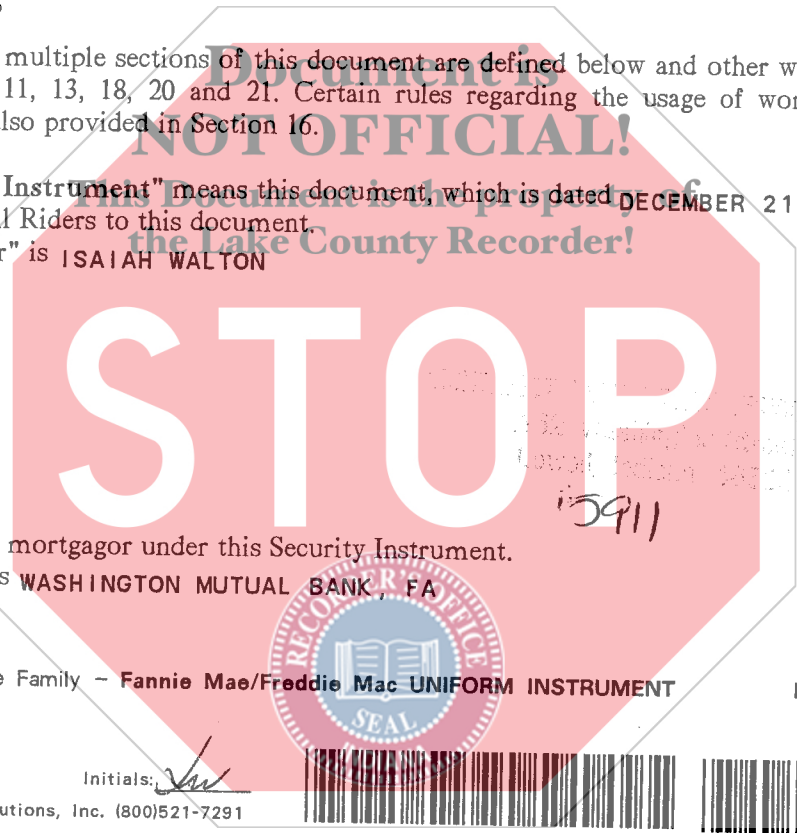 multiple sections of this document are defined below and other w
11, 13, 18, 20 and 21. Certain rules regarding the usage of wor
lso provided in Section 16.
Document is
NOT OFFICIAL!
This Document is the property of
the Lake County Recorder!
Instrument" means this document, which is dated DECEMBER 21
l Riders to this document.
r" is ISAIAH WALTON
STOP
mortgagor under this Security Instrument.
s WASHINGTON MUTUAL BANK, FA
RECORDER'S OFFICE
SEAL
INDIANA
e Family – Fannie Mae/Freddie Mac UNIFORM INSTRUMENT
Initials:
utions, Inc. (800)521-7291